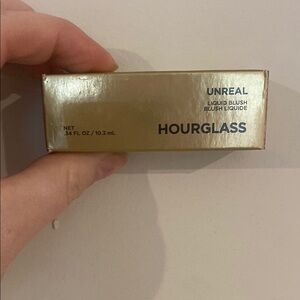 UNREAL
LIQUID BLUSH
BLUSH LIQUIDE
NET
.34 FL OZ / 10.3 mL
HOURGLASS